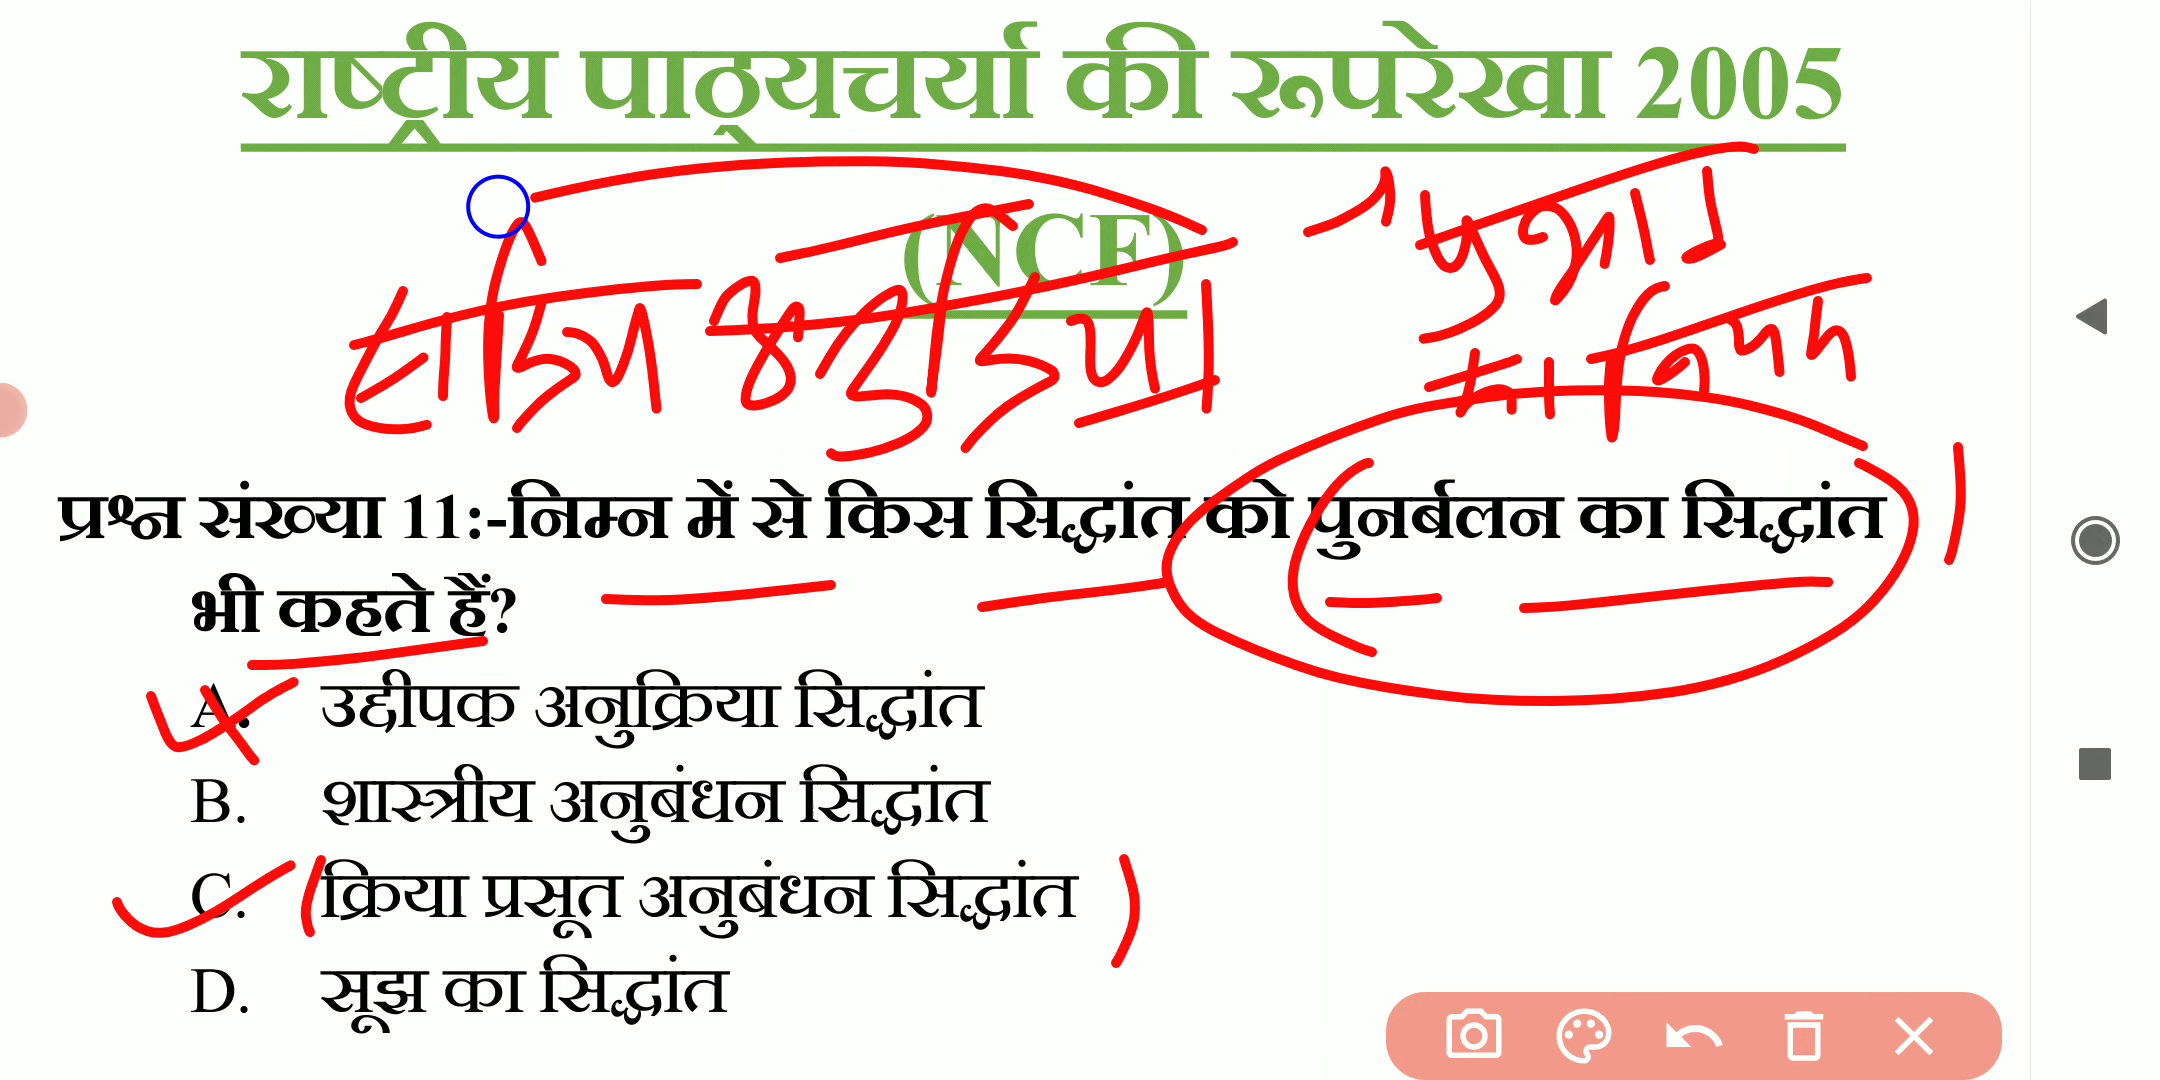 राष्ट्रीय पाठ्यचर्या की रूपरेखा 2005
(NCF)
प्रश्न संख्या 11:-निम्न में से किस सिद्धांत को पुनर्बलन का सिद्धांत
भी कहते हैं?
A. उद्दीपक अनुक्रिया सिद्धांत
B. शास्त्रीय अनुबंधन सिद्धांत
C. क्रिया प्रसूत अनुबंधन सिद्धांत
D. सूझ का सिद्धांत